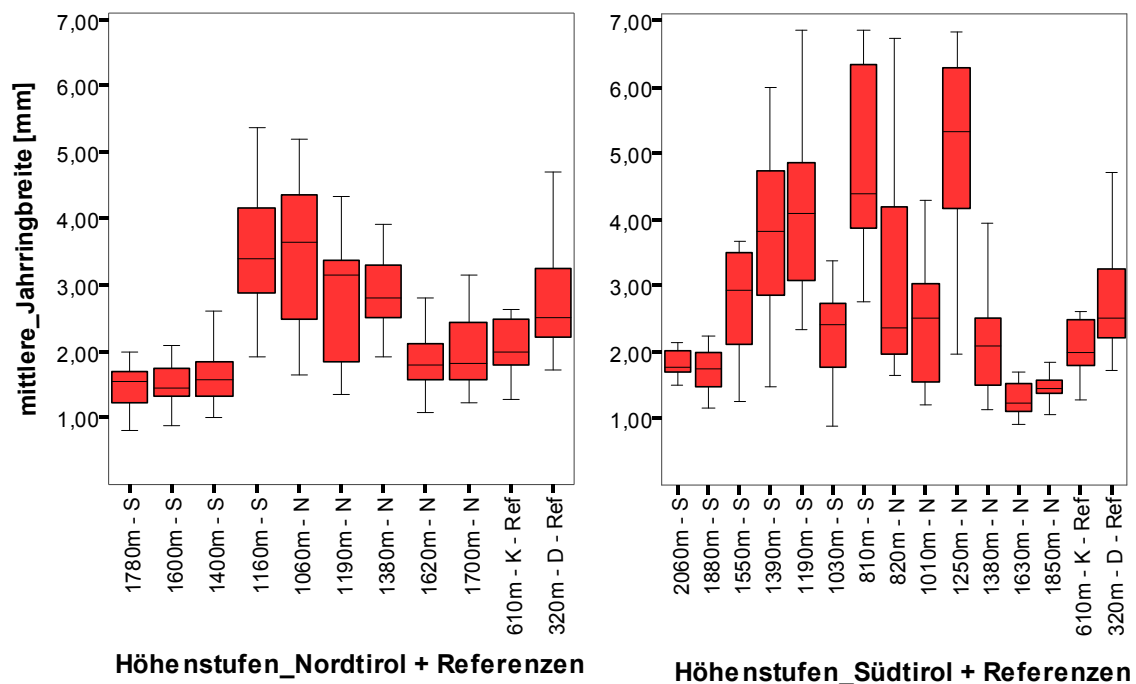 mittlere_Jahrringbreite [mm]
7,00
6,00
5,00
4,00
3,00
2,00
1,00
1780m - S
1600m - S
1400m - S
1160m - S
1060m - N
1190m - N
1380m - N
1620m - N
1700m - N
610m - K - Ref
320m - D - Ref
Höhenstufen_Nordtirol + Referenzen
7,00
6,00
5,00
4,00
3,00
2,00
1,00
2060m - S
1880m - S
1550m - S
1390m - S
1190m - S
1030m - S
810m - S
820m - N
1010m - N
1250m - N
1380m - N
1630m - N
1850m - N
610m - K - Ref
320m - D - Ref
Höhenstufen_Südtirol + Referenzen